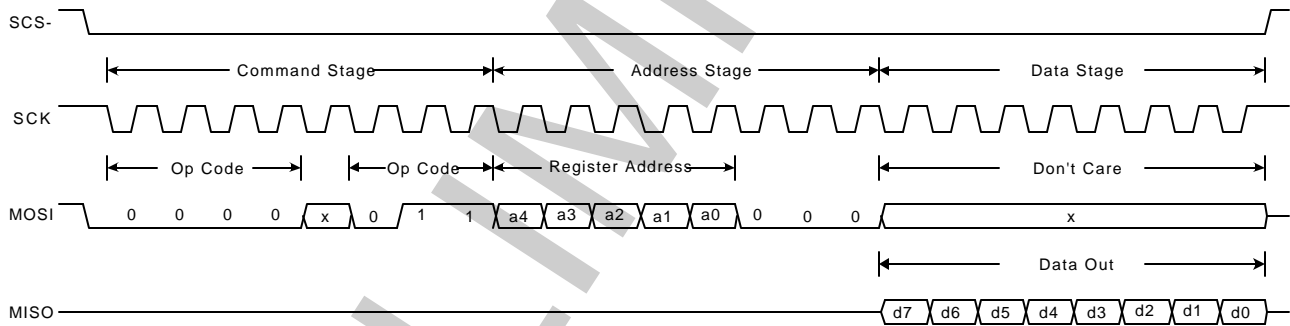 SCS-
Command Stage Address Stage Data Stage
SCK
Op Code Op Code Register Address Don't Care
MOSI 0 0 0 0 x 0 1 1 a4 a3 a2 a1 a0 0 0 0 x
Data Out
MISO d7 d6 d5 d4 d3 d2 d1 d0